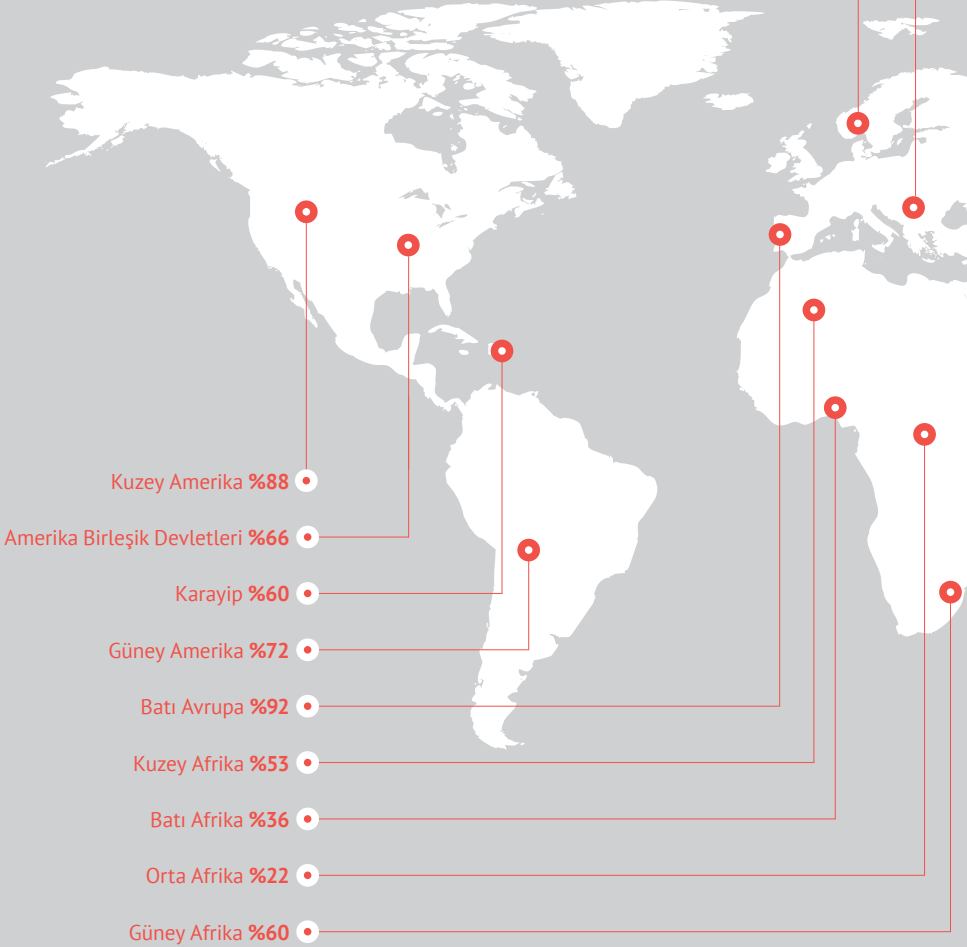 Kuzey Amerika %88
Amerika Birleşik Devletleri %66
Karayip %60
Güney Amerika %72
Batı Avrupa %92
Kuzey Afrika %53
Batı Afrika %36
Orta Afrika %22
Güney Afrika %60